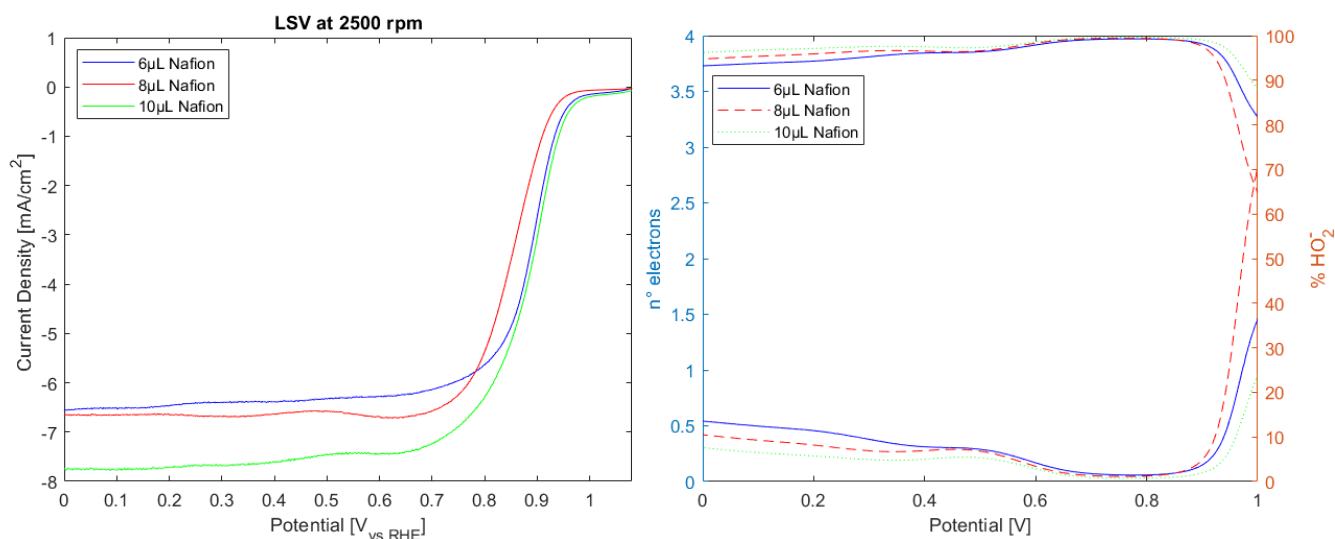 LSV at 2500 rpm
1
0
-1
-2
-3
-4
-5
-6
-7
-8
Current Density [mA/cm²]
6µL Nafion
8µL Nafion
10µL Nafion
0 0.1 0.2 0.3 0.4 0.5 0.6 0.7 0.8 0.9 1
Potential [V vs RHE]
4
3.5
3
2.5
2
1.5
1
0.5
0
n° electrons
6µL Nafion
8µL Nafion
10µL Nafion
100
90
80
70
60
50
40
30
20
10
0
% HO₂⁻
0 0.2 0.4 0.6 0.8 1
Potential [V]